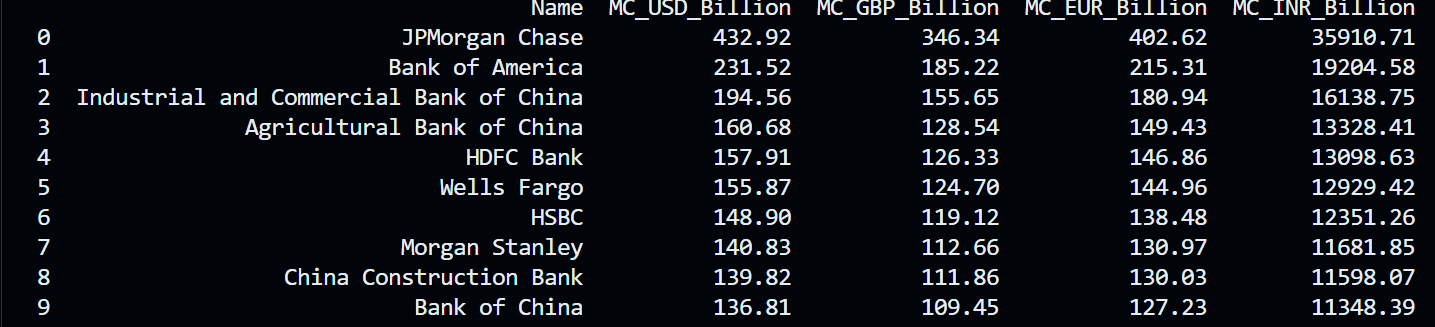 Name MC_USD_Billion MC_GBP_Billion MC_EUR_Billion MC_INR_Billion
0 JPMorgan Chase 432.92 346.34 402.62 35910.71
1 Bank of America 231.52 185.22 215.31 19204.58
2 Industrial and Commercial Bank of China 194.56 155.65 180.94 16138.75
3 Agricultural Bank of China 160.68 128.54 149.43 13328.41
4 HDFC Bank 157.91 126.33 146.86 13098.63
5 Wells Fargo 155.87 124.70 144.96 12929.42
6 HSBC 148.90 119.12 138.48 12351.26
7 Morgan Stanley 140.83 112.66 130.97 11681.85
8 China Construction Bank 139.82 111.86 130.03 11598.07
9 Bank of China 136.81 109.45 127.23 11348.39